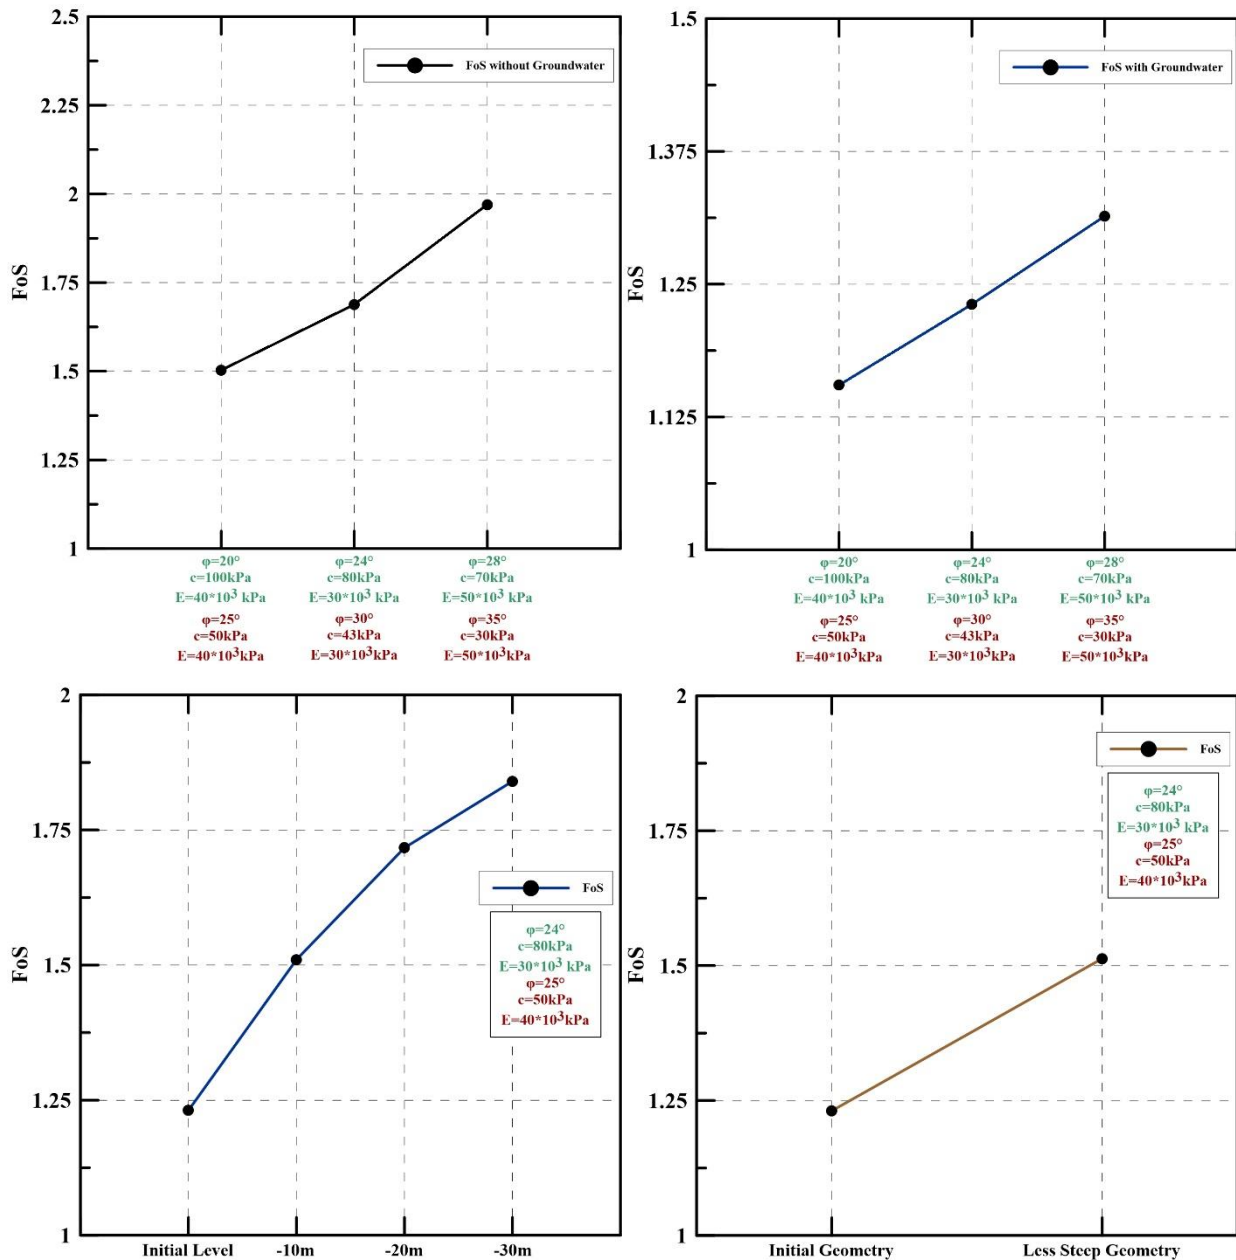 2.5
FoS without Groundwater
2.25
2
1.75
1.5
1.25
1
FoS
φ=20° φ=24° φ=28°
c=100kPa c=80kPa c=70kPa
E=40*10³ kPa E=30*10³ kPa E=50*10³ kPa
φ=25° φ=30° φ=35°
c=50kPa c=43kPa c=30kPa
E=40*10³kPa E=30*10³kPa E=50*10³kPa
1.5
FoS with Groundwater
1.375
1.25
1.125
1
FoS
φ=20° φ=24° φ=28°
c=100kPa c=80kPa c=70kPa
E=40*10³ kPa E=30*10³ kPa E=50*10³ kPa
φ=25° φ=30° φ=35°
c=50kPa c=43kPa c=30kPa
E=40*10³kPa E=30*10³kPa E=50*10³kPa
2
1.75
1.5
1.25
1
FoS
FoS
φ=24°
c=80kPa
E=30*10³ kPa
φ=25°
c=50kPa
E=40*10³kPa
Initial Level -10m -20m -30m
2
1.75
1.5
1.25
1
FoS
FoS
φ=24°
c=80kPa
E=30*10³ kPa
φ=25°
c=50kPa
E=40*10³kPa
Initial Geometry Less Steep Geometry